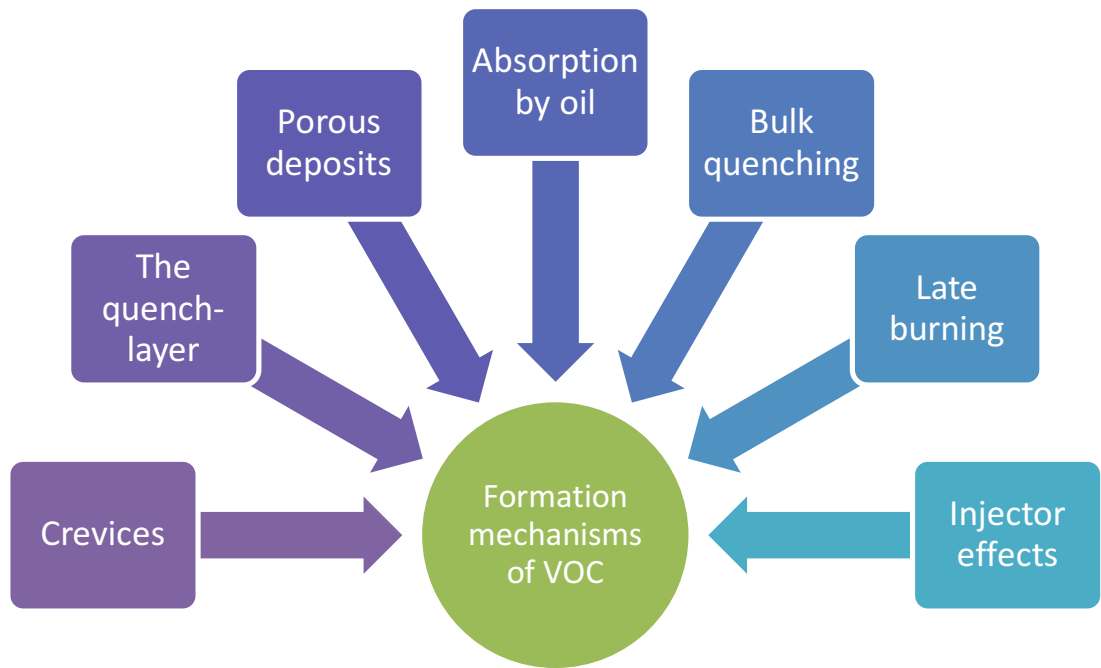 Absorption
by oil
Porous
deposits
Bulk
quenching
The
quench-
layer
Late
burning
Crevices
Formation
mechanisms
of VOC
Injector
effects